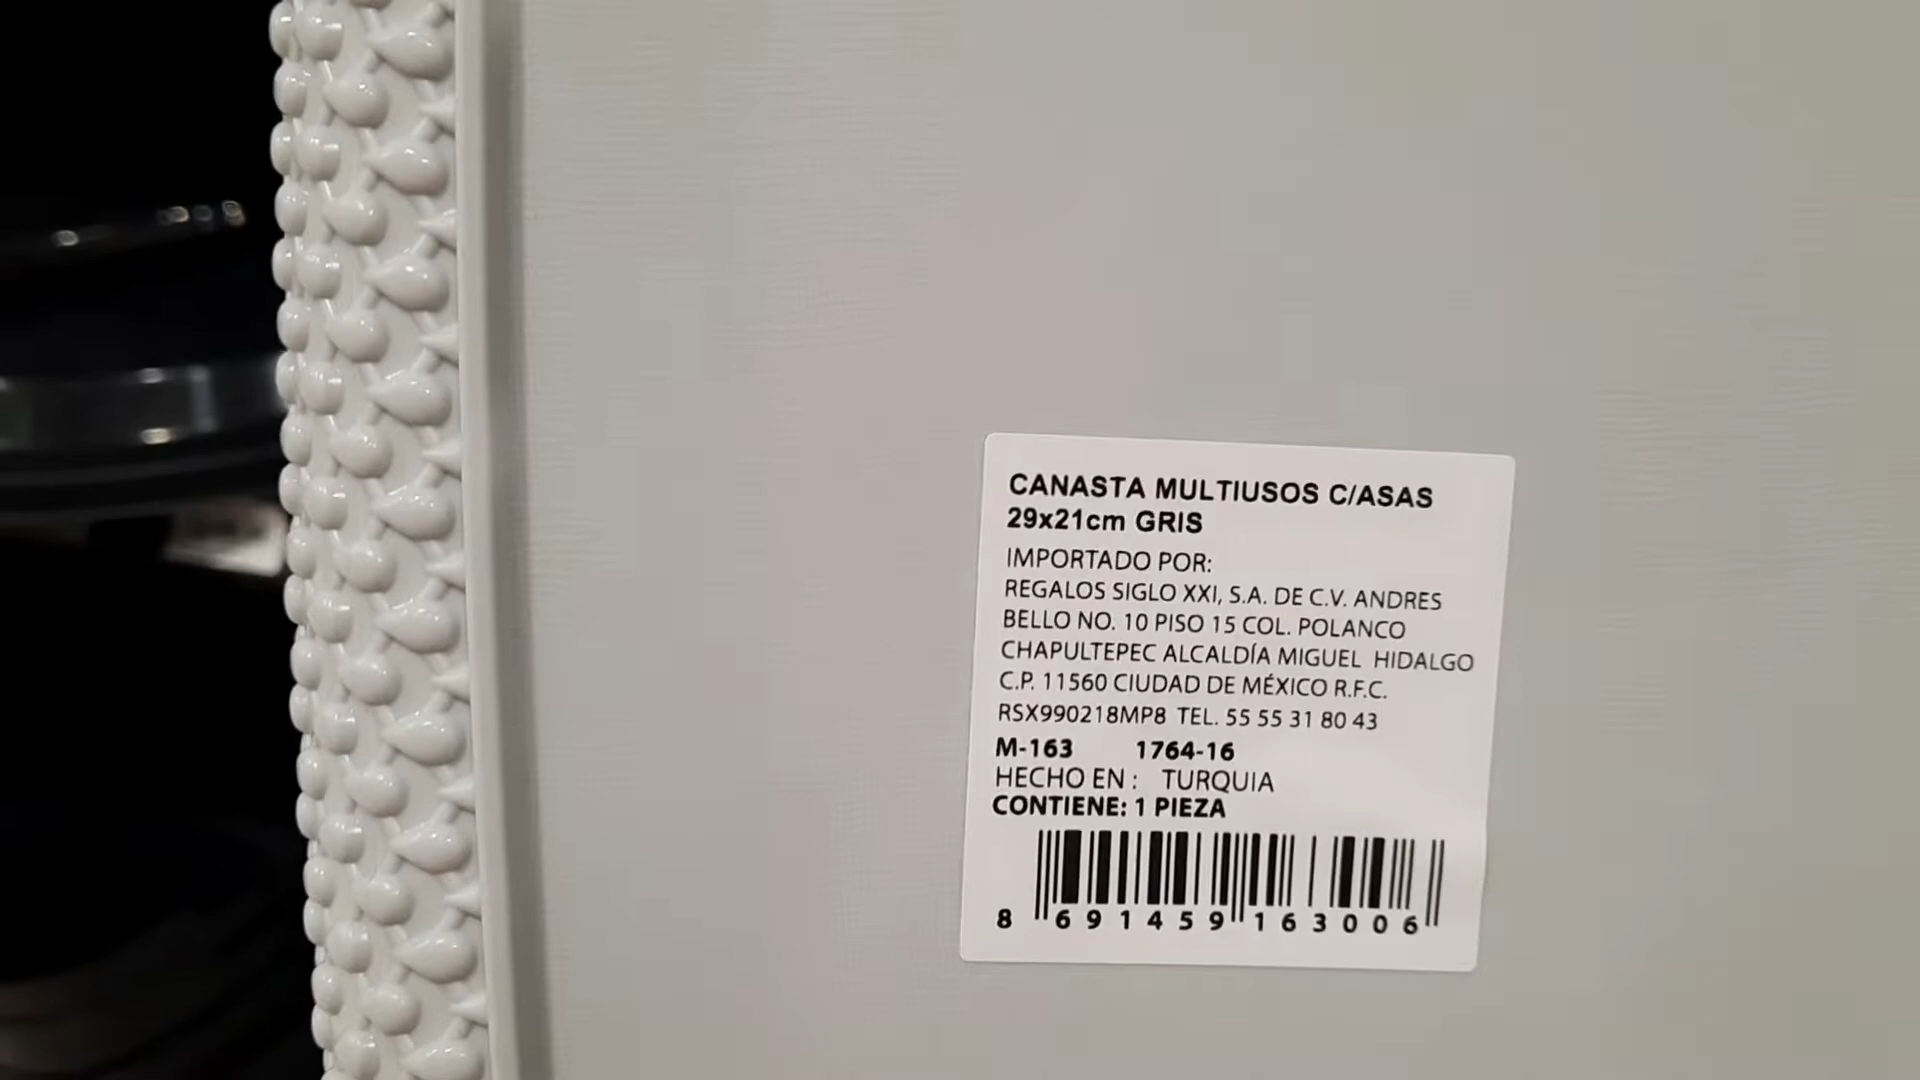 CANASTA MULTIUSOS C/ASAS
29x21cm GRIS
IMPORTADO POR:
REGALOS SIGLO XXI, S.A. DE C.V. ANDRES
BELLO NO. 10 PISO 15 COL. POLANCO
CHAPULTEPEC ALCALDÍA MIGUEL HIDALGO
C.P. 11560 CIUDAD DE MÉXICO R.F.C.
RSX990218MP8 TEL. 55 55 31 80 43
M-163 1764-16
HECHO EN : TURQUIA
CONTIENE: 1 PIEZA
8 691459 163006